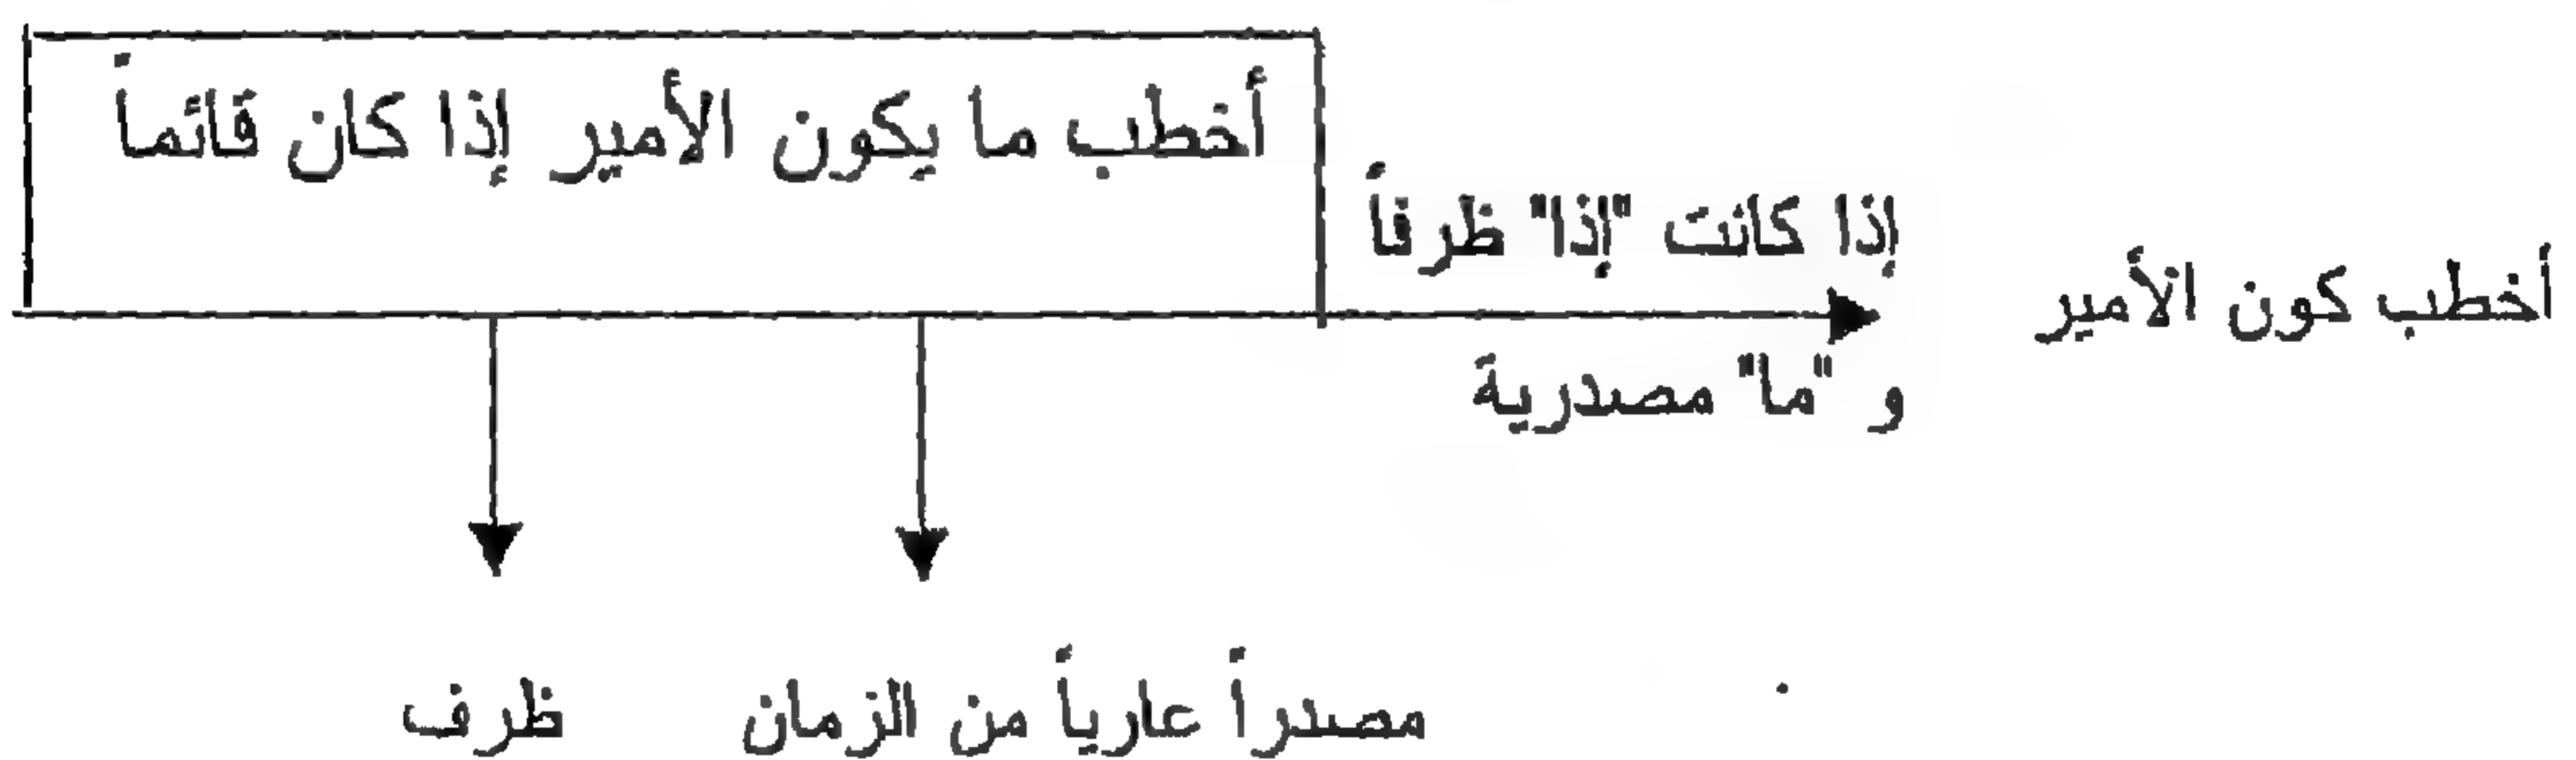 أخطب ما يكون الأمير إذا كان قائماً
إذا كانت "إذا" ظرفاً
أخطب كون الأمير
و "ما" مصدرية
مصدراً عارياً من الزمان
ظرف